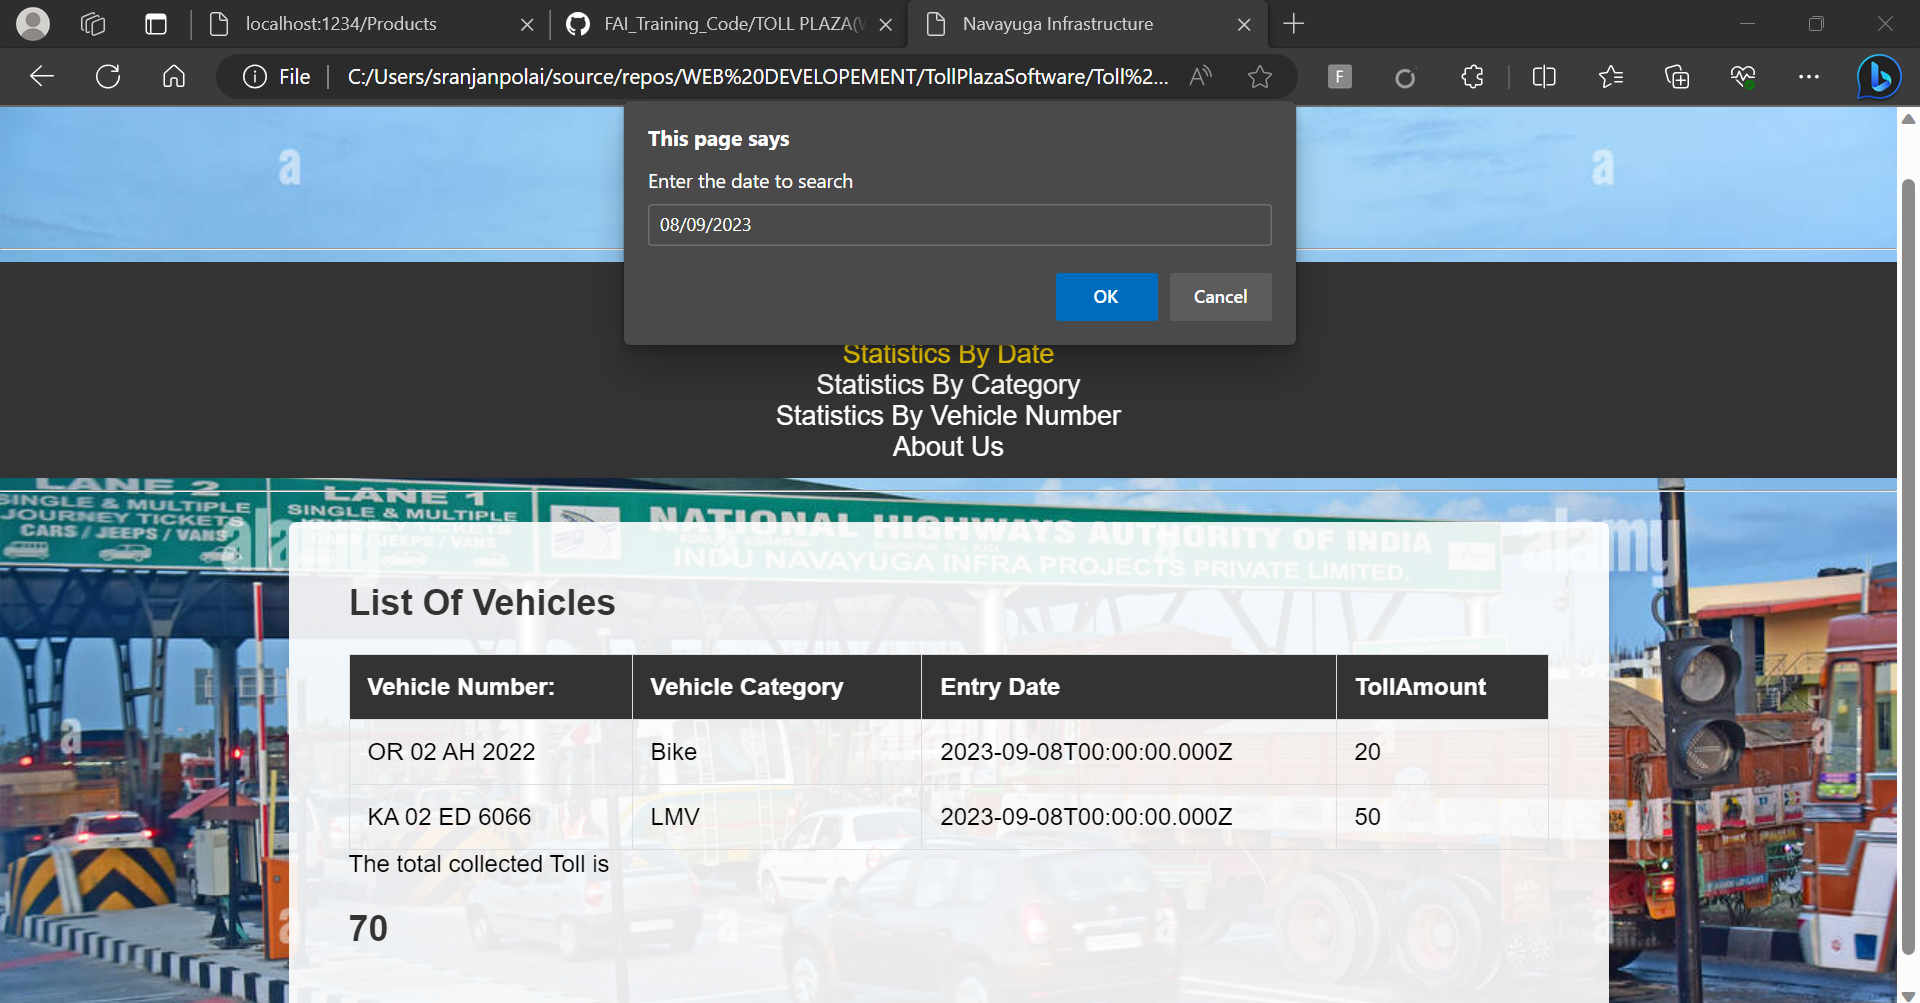 localhost:1234/Products
FAI_Training_Code/TOLL PLAZA(
Navayuga Infrastructure
File
C:/Users/sranjanpolai/source/repos/WEB%20DEVELOPEMENT/TollPlazaSoftware/Toll%2...
F
This page says
Enter the date to search
08/09/2023
OK Cancel
a a
Statistics By Date
Statistics By Category
Statistics By Vehicle Number
About Us
LANE 2
SINGLE & MULTIPLE
JOURNEY TICKETS
CARS / JEEPS / VANS
LANE 1
SINGLE & MULTIPLE
JOURNEY TICKETS
CARS / JEEPS / VANS
NATIONAL HIGHWAYS AUTHORITY OF INDIA
INDU NAVAYUGA INFRA PROJECTS PRIVATE LIMITED.
alamy a alamy
List Of Vehicles
Vehicle Number: Vehicle Category Entry Date TollAmount
OR 02 AH 2022 Bike 2023-09-08T00:00:00.000Z 20
KA 02 ED 6066 LMV 2023-09-08T00:00:00.000Z 50
a a
The total collected Toll is
70
a a a a